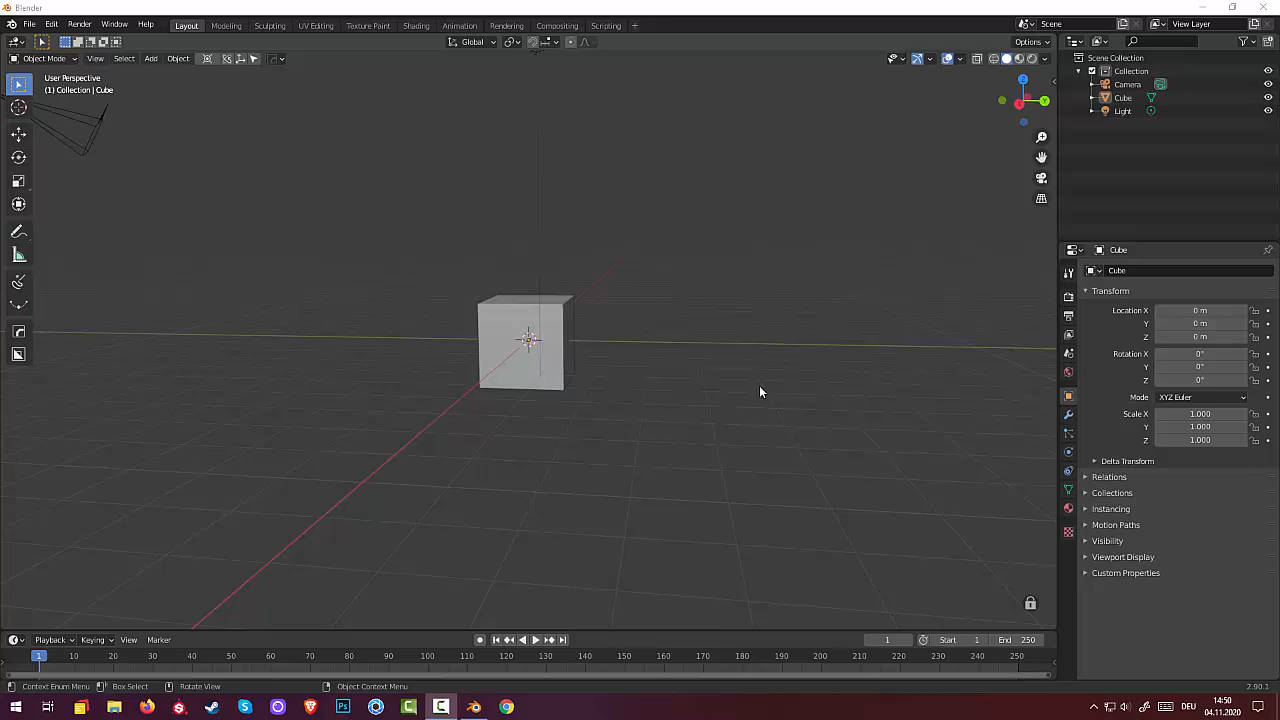 Blender
File Edit Render Window Help Layout Modeling Sculpting UV Editing Texture Paint Shading Animation Rendering Compositing Scripting + Scene View Layer
Global Options
Object Mode View Select Add Object
User Perspective
(1) Collection | Cube
Z
X Y
Scene Collection
Collection
Camera
Cube
Light
Cube
Cube
Transform
Location X 0 m
Y 0 m
Z 0 m
Rotation X 0°
Y 0°
Z 0°
Mode XYZ Euler
Scale X 1.000
Y 1.000
Z 1.000
Delta Transform
Relations
Collections
Instancing
Motion Paths
Visibility
Viewport Display
Custom Properties
Playback Keying View Marker 1 Start 1 End 250
1 10 20 30 40 50 60 70 80 90 100 110 120 130 140 150 160 170 180 190 200 210 220 230 240 250
Context Enum Menu Box Select Rotate View Object Context Menu 2.90.1
DEU 14:50
04.11.2020